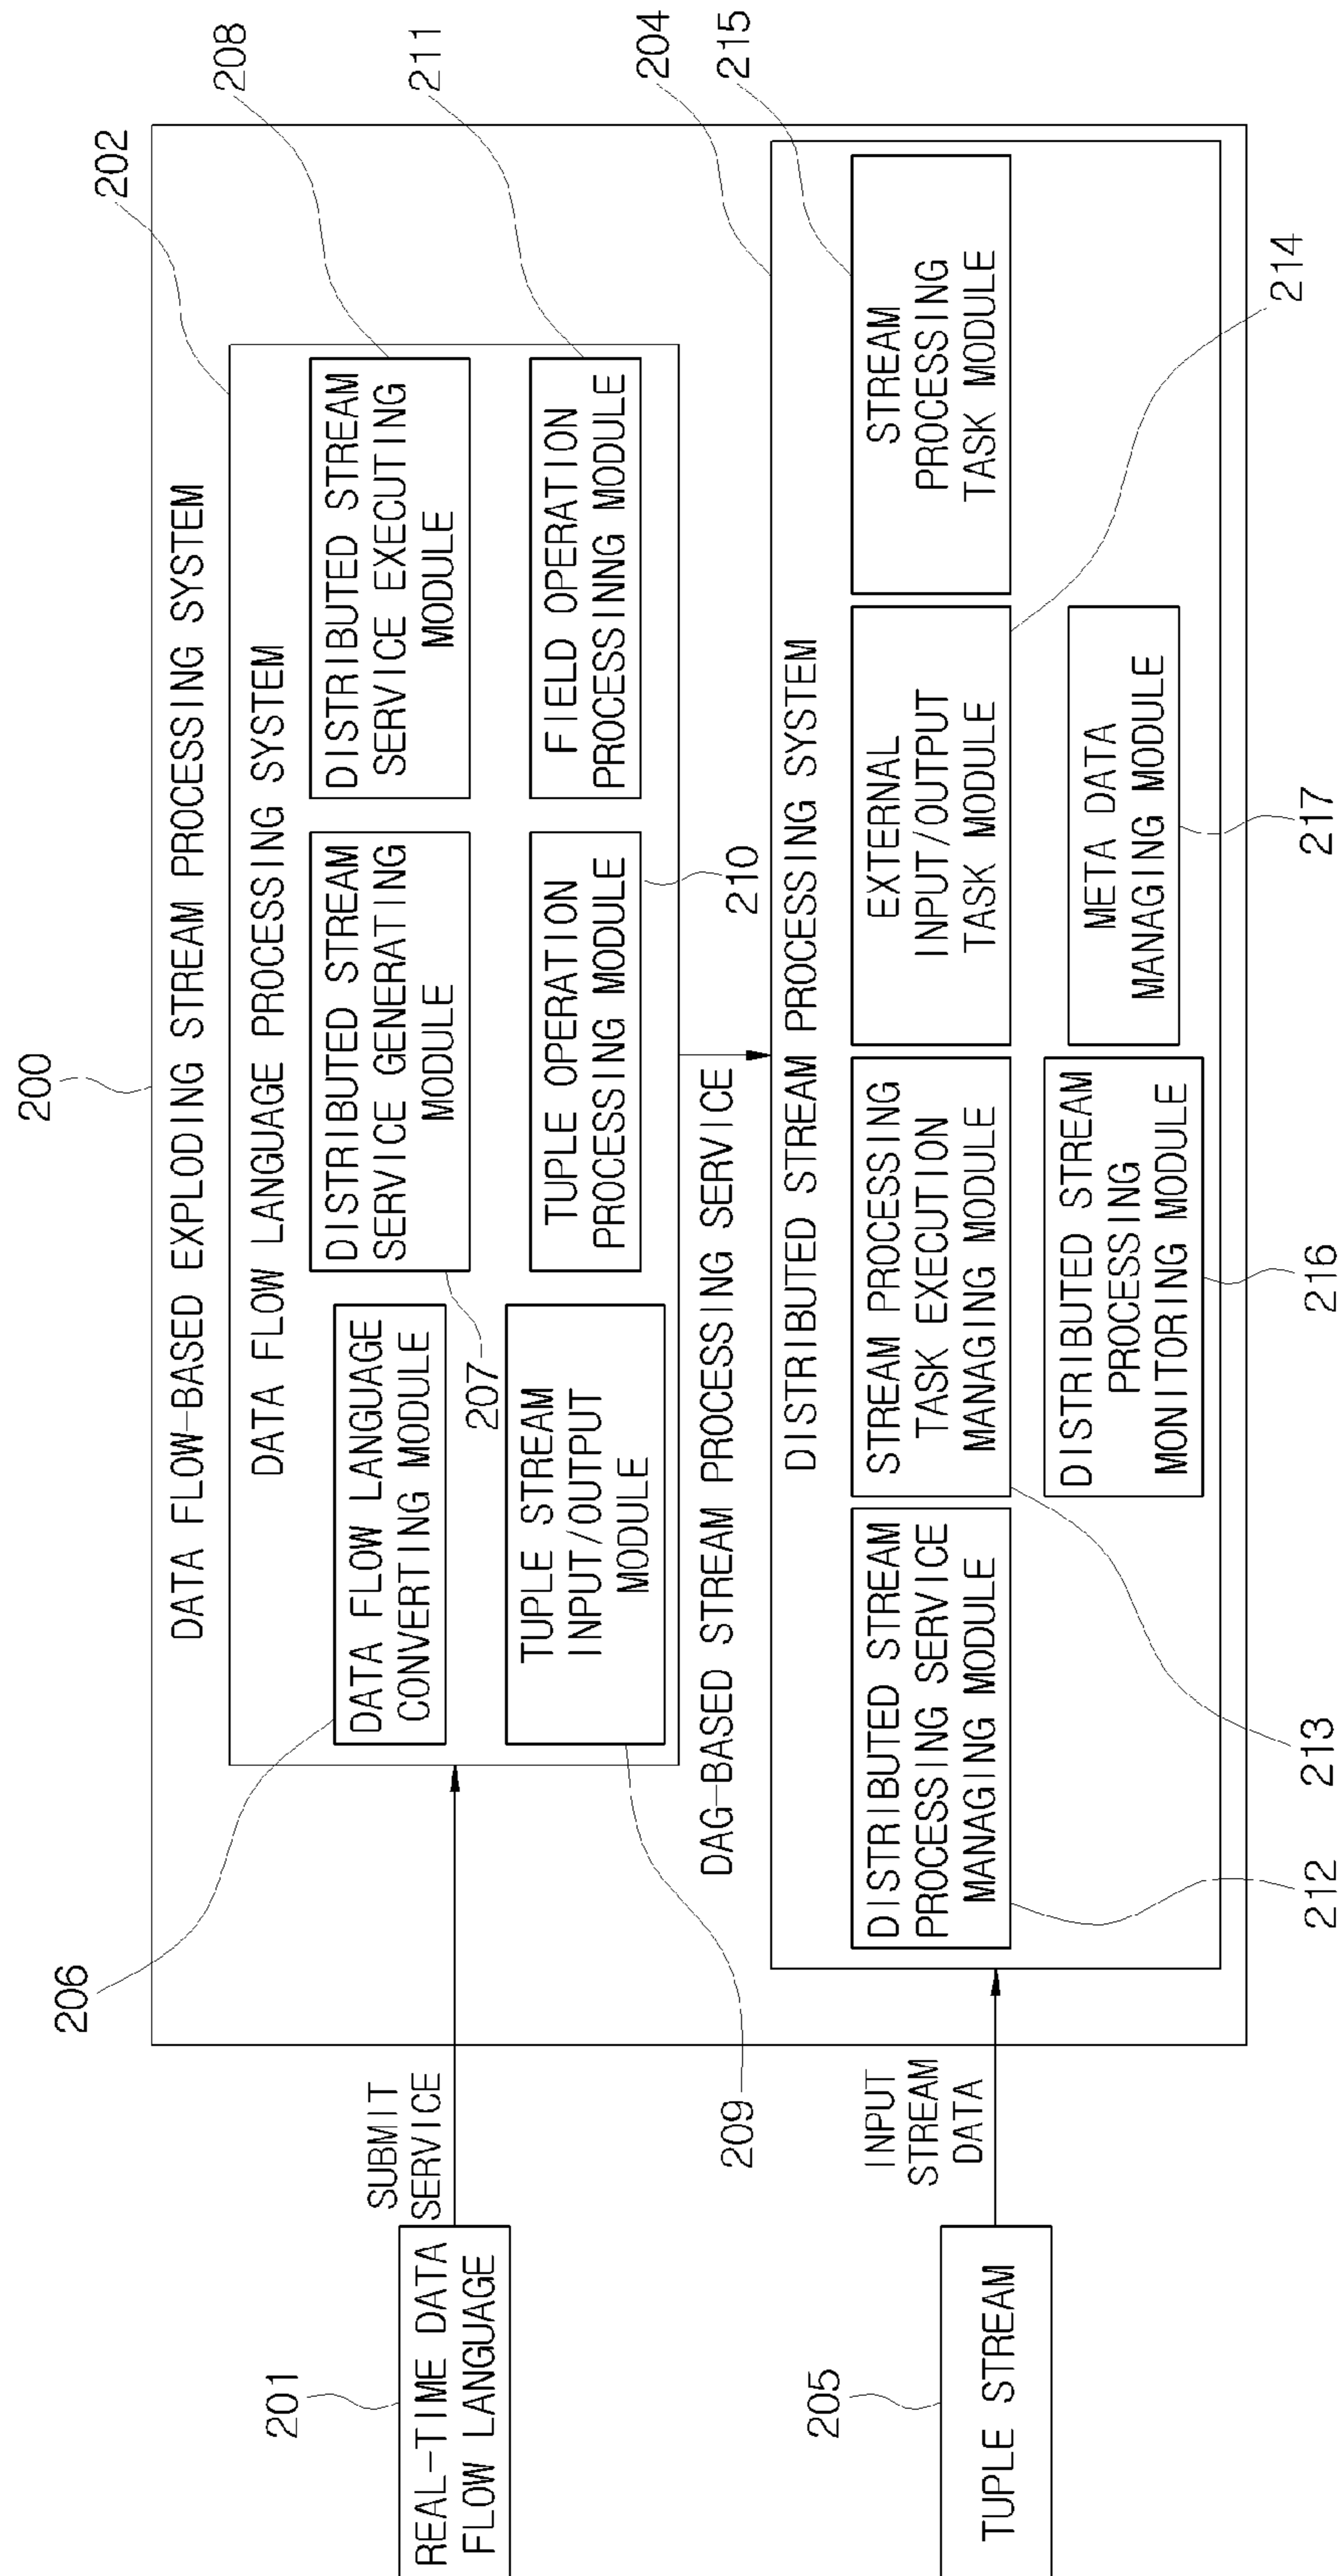 200
DATA FLOW-BASED EXPLODING STREAM PROCESSING SYSTEM
202
DATA FLOW LANGUAGE PROCESSING SYSTEM
208
211
206
DATA FLOW LANGUAGE
CONVERTING MODULE
DISTRIBUTED STREAM
SERVICE GENERATING
MODULE
207
DISTRIBUTED STREAM
SERVICE EXECUTING
MODULE
TUPLE STREAM
INPUT/OUTPUT
MODULE
209
TUPLE OPERATION
PROCESSING MODULE
210
FIELD OPERATION
PROCESSINNG MODULE
201
REAL-TIME DATA
FLOW LANGUAGE
SUBMIT
SERVICE
DAG-BASED STREAM PROCESSING SERVICE
204
215
DISTRIBUTED STREAM PROCESSING SYSTEM
205
TUPLE STREAM
INPUT
STREAM
DATA
DISTRIBUTED STREAM
PROCESSING SERVICE
MANAGING MODULE
STREAM PROCESSING
TASK EXECUTION
MANAGING MODULE
EXTERNAL
INPUT/OUTPUT
TASK MODULE
STREAM
PROCESSING
TASK MODULE
DISTRIBUTED STREAM
PROCESSING
MONITORING MODULE
META DATA
MANAGING MODULE
212
213
216
217
214